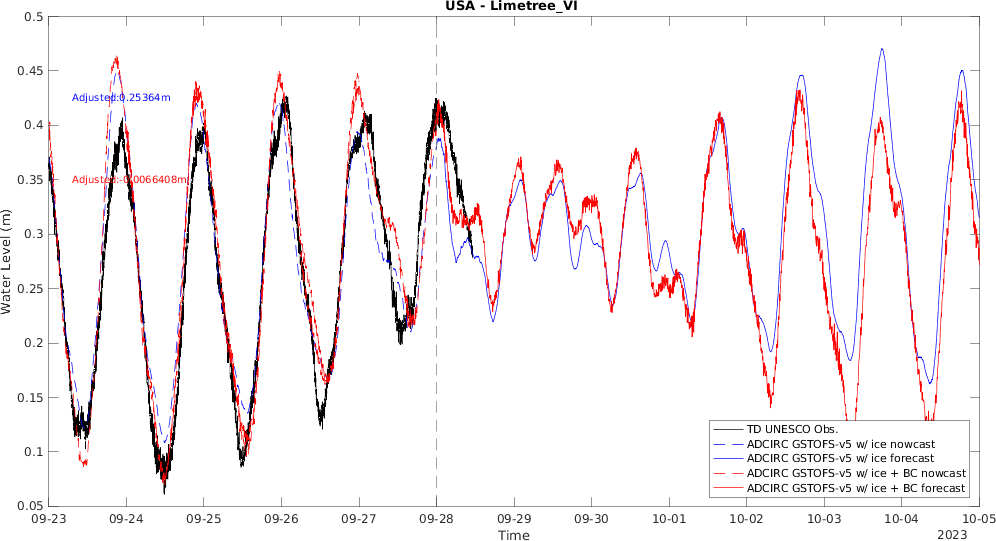 USA - Limetree_VI
0.5
0.45
0.4
0.35
0.3
0.25
0.2
0.15
0.1
0.05
Water Level (m)
Adjusted:0.25364m
Adjusted:-0.0066408m
TD UNESCO Obs.
ADCIRC GSTOFS-v5 w/ ice nowcast
ADCIRC GSTOFS-v5 w/ ice forecast
ADCIRC GSTOFS-v5 w/ ice + BC nowcast
ADCIRC GSTOFS-v5 w/ ice + BC forecast
09-23 09-24 09-25 09-26 09-27 09-28 09-29 09-30 10-01 10-02 10-03 10-04 10-05
Time
2023